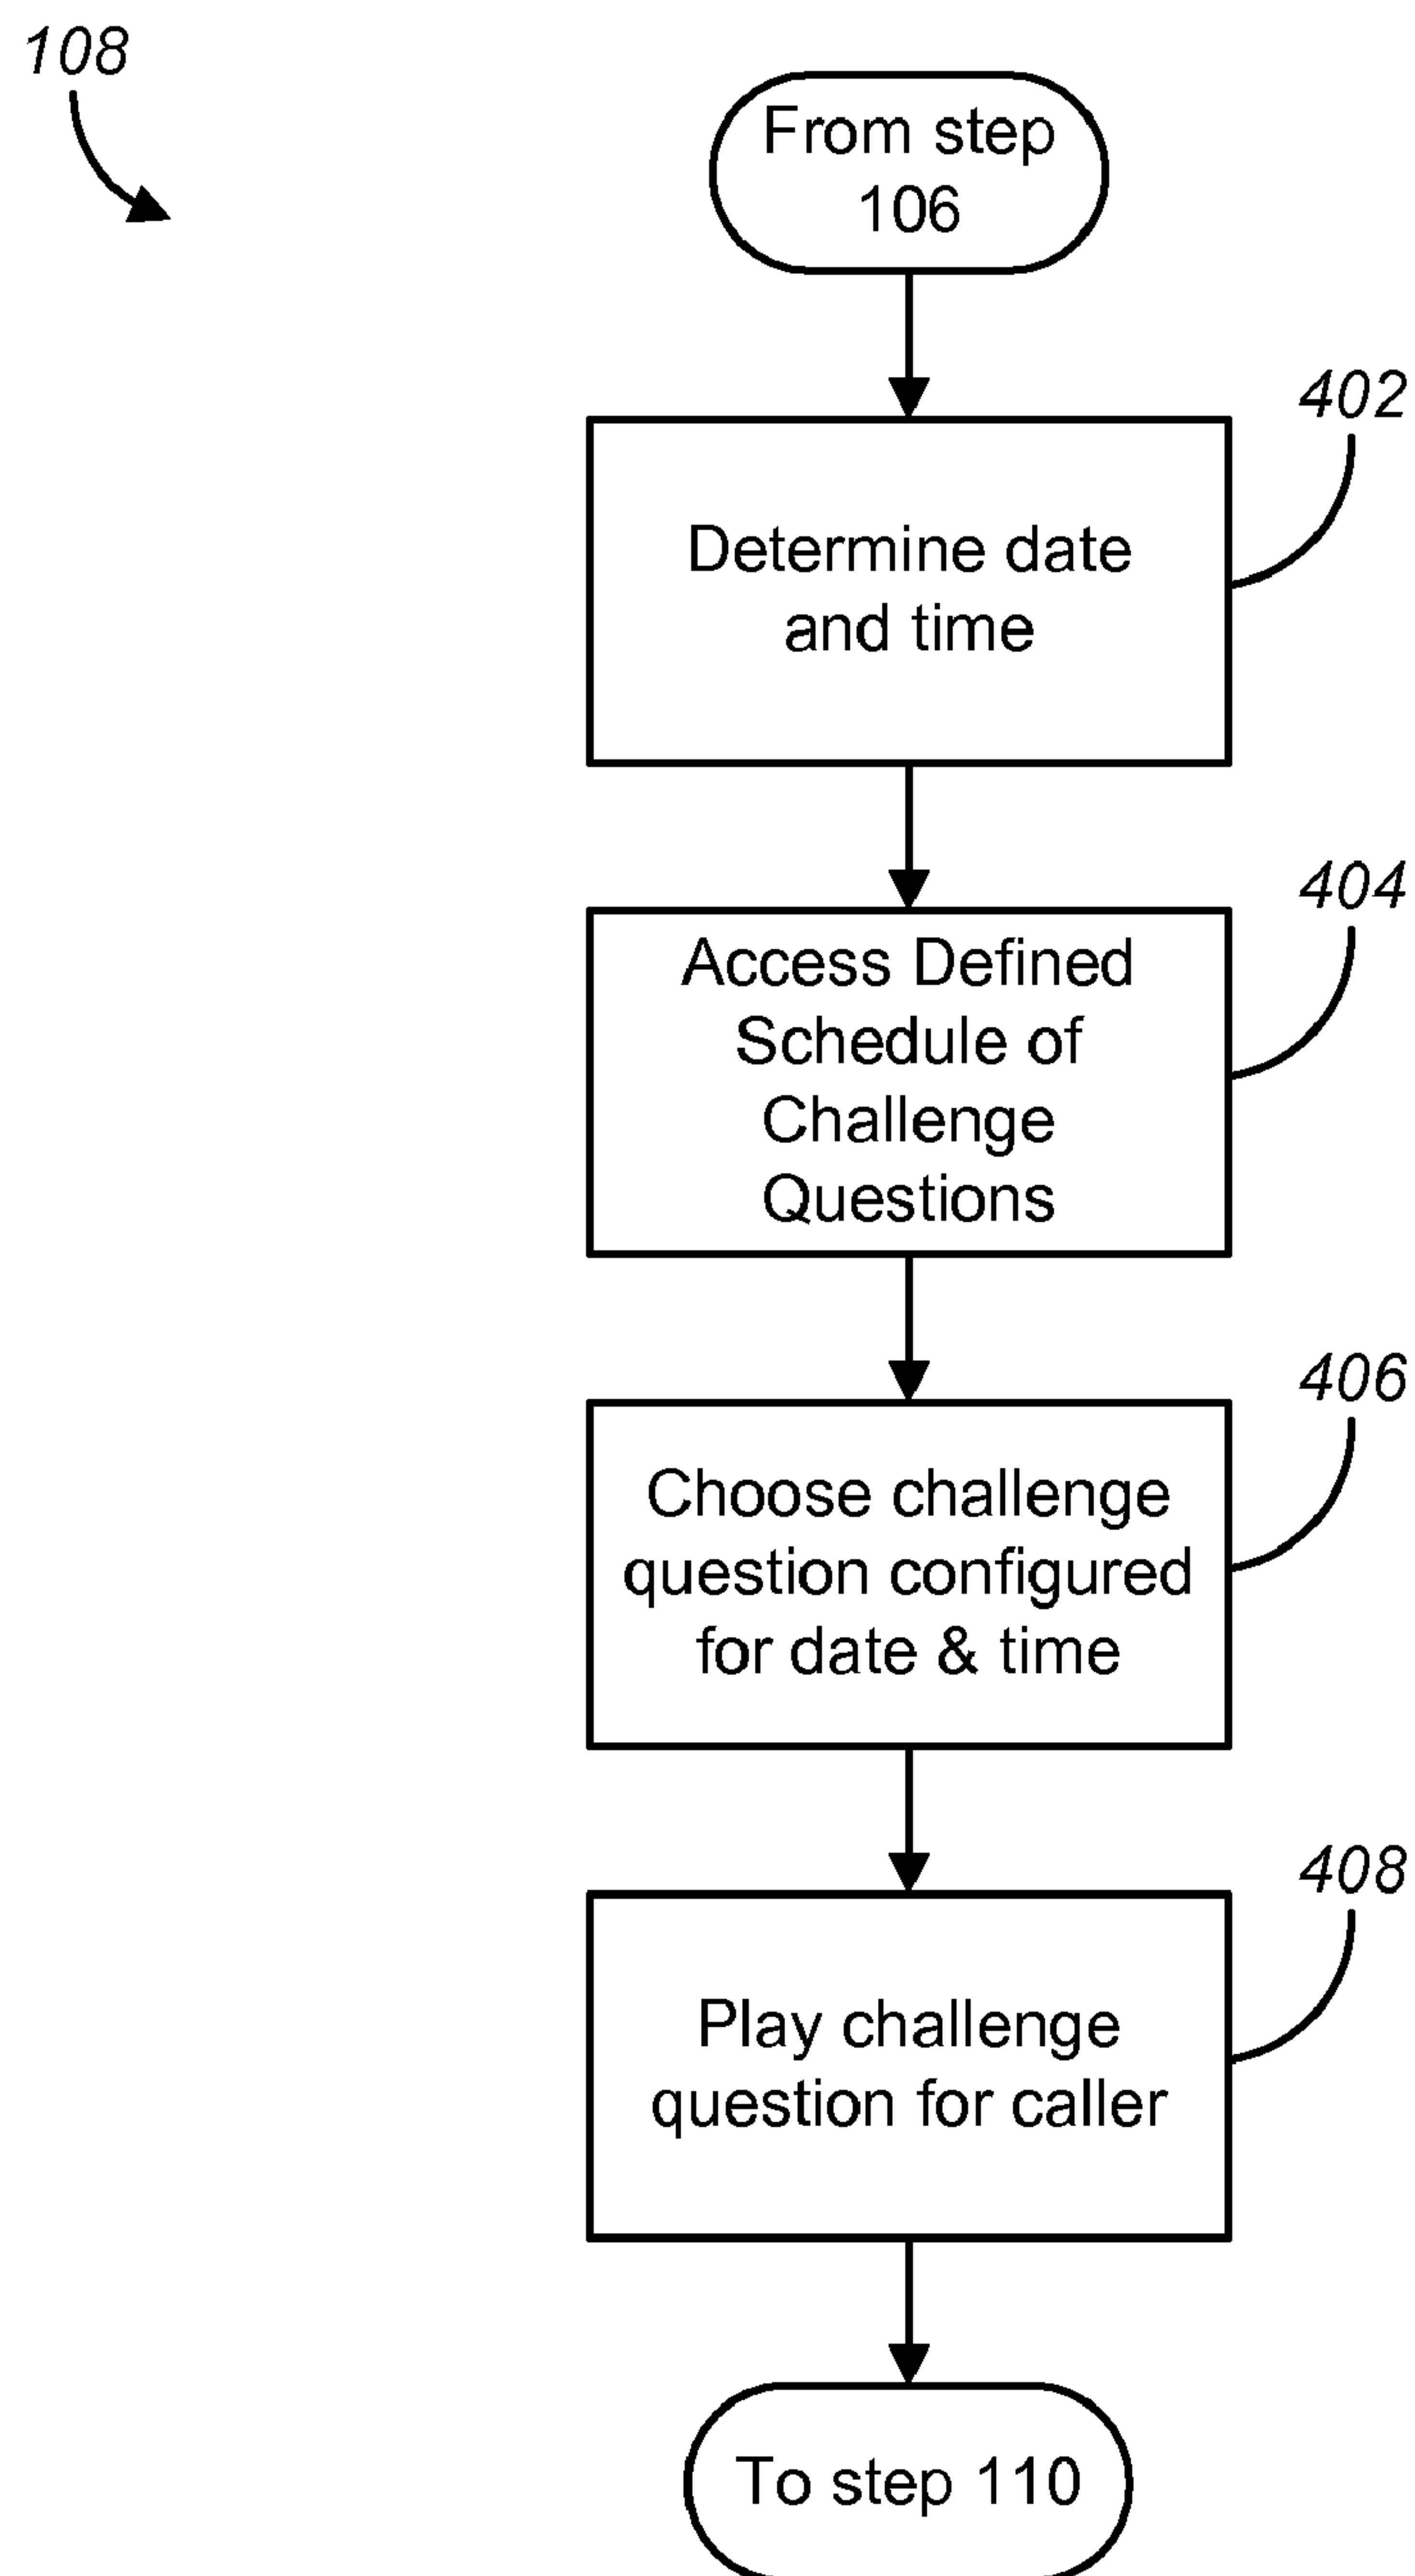 108
From step
106
402
Determine date
and time
404
Access Defined
Schedule of
Challenge
Questions
406
Choose challenge
question configured
for date & time
408
Play challenge
question for caller
To step 110